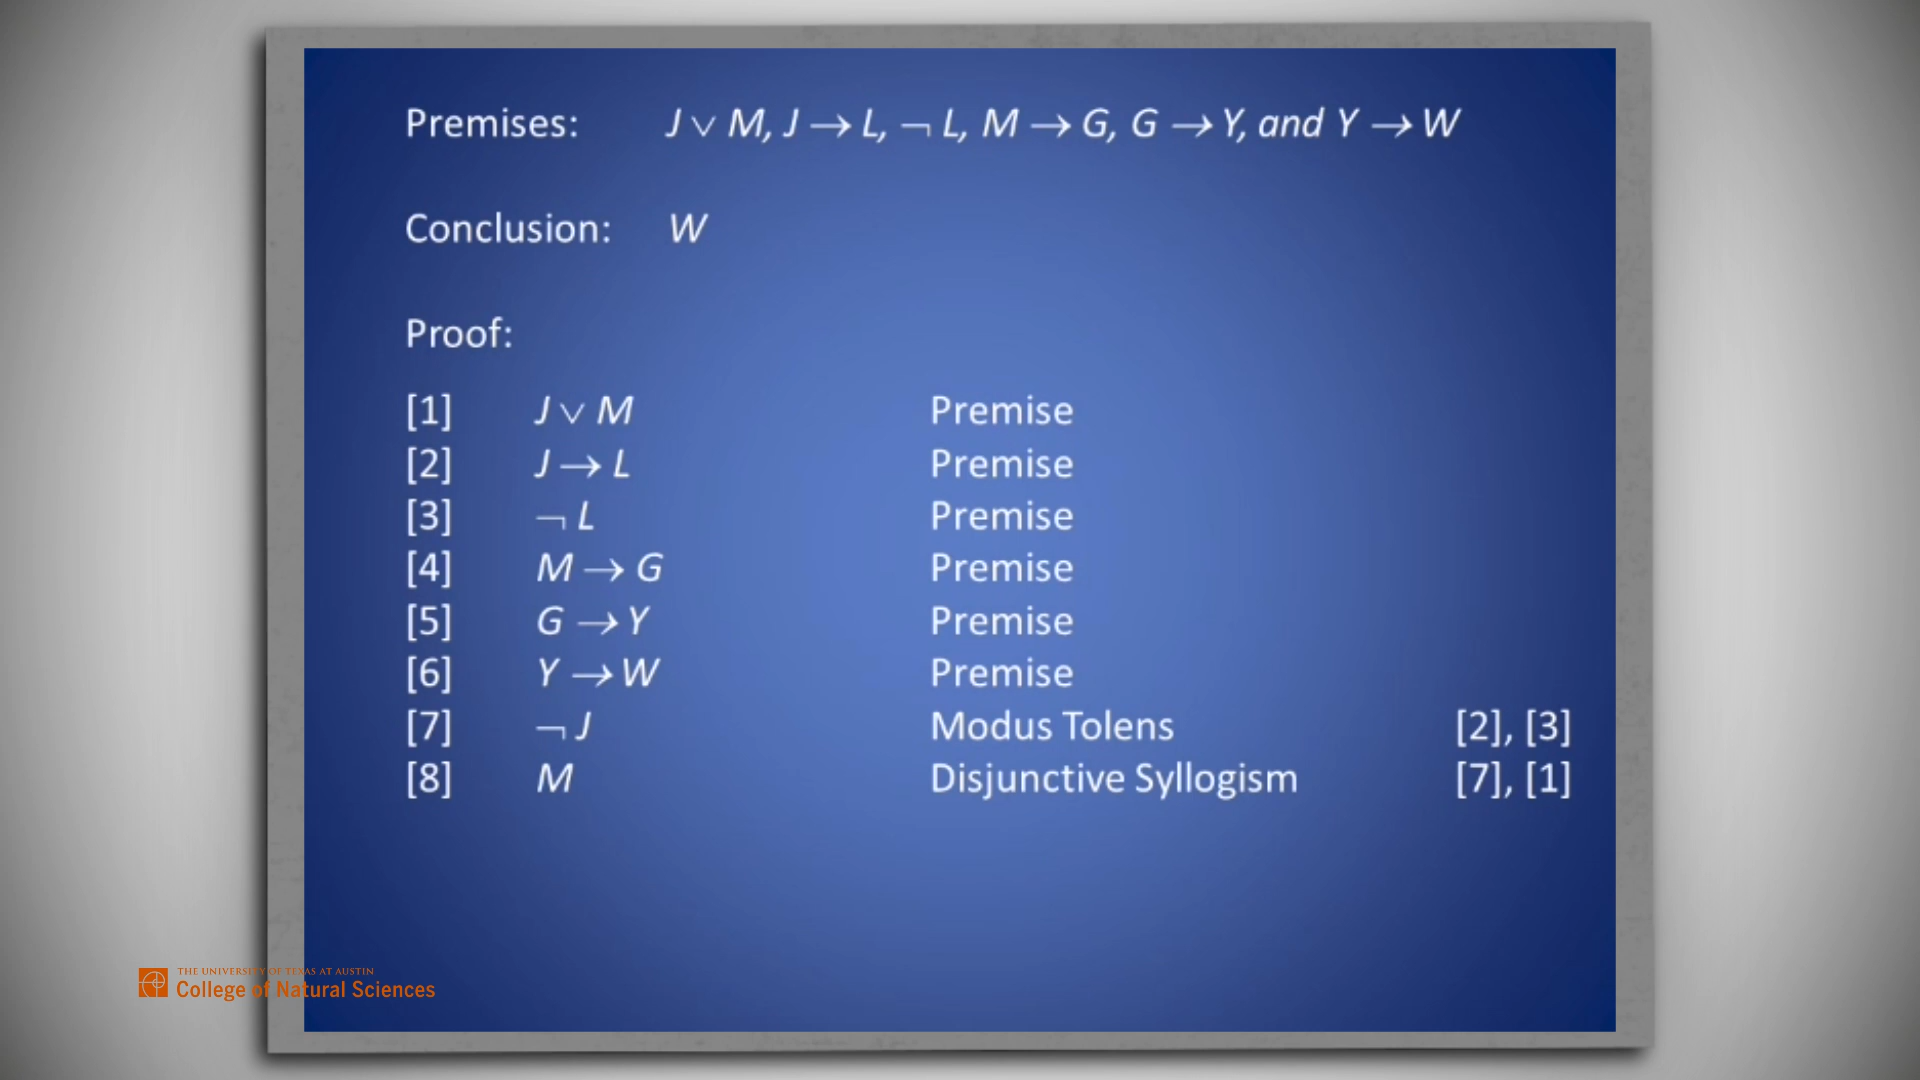 Premises: J ∨ M, J → L, ¬ L, M → G, G → Y, and Y → W
Conclusion: W
Proof:
[1] J ∨ M Premise
[2] J → L Premise
[3] ¬ L Premise
[4] M → G Premise
[5] G → Y Premise
[6] Y → W Premise
[7] ¬ J Modus Tolens [2], [3]
[8] M Disjunctive Syllogism [7], [1]
THE UNIVERSITY OF TEXAS AT AUSTIN
College of Natural Sciences